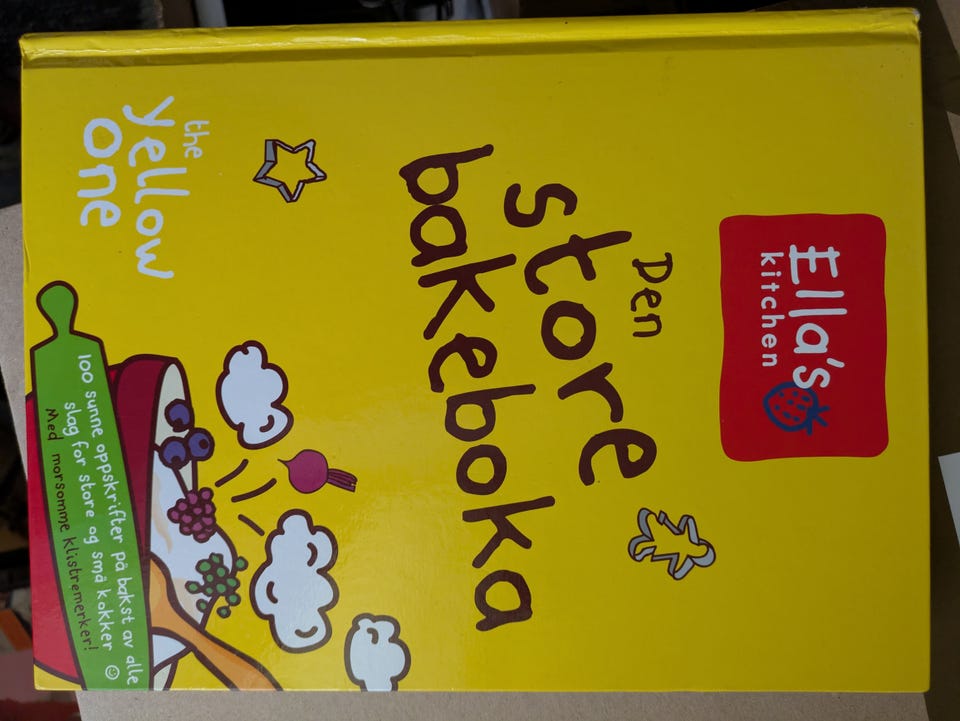 Ella's
kitchen
Den
store
bakeboka
the
yellow
one
100 sunne oppskrifter på bakst av alle
slag for store og små kokker ☺
Med morsomme klistremerker!